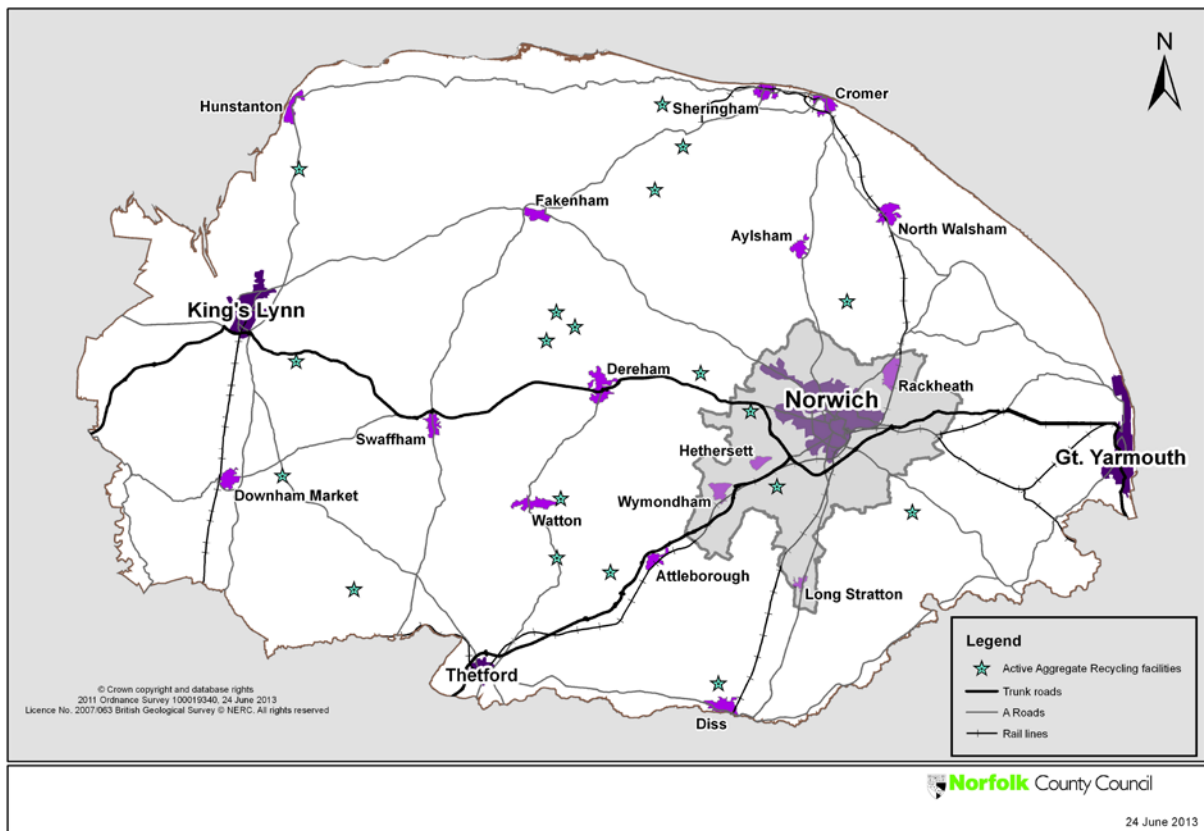 N
Hunstanton
Sheringham
Cromer
Fakenham
Aylsham
North Walsham
King's Lynn
Dereham
Rackheath
Norwich
Swaffham
Hethersett
Gt. Yarmouth
Downham Market
Wymondham
Watton
Attleborough
Long Stratton
Thetford
Diss
Legend
Active Aggregate Recycling facilities
Trunk roads
A Roads
Rail lines
© Crown copyright and database rights
2011 Ordnance Survey 100019340, 24 June 2013
Licence No. 2007/063 British Geological Survey © NERC. All rights reserved
Norfolk County Council
24 June 2013